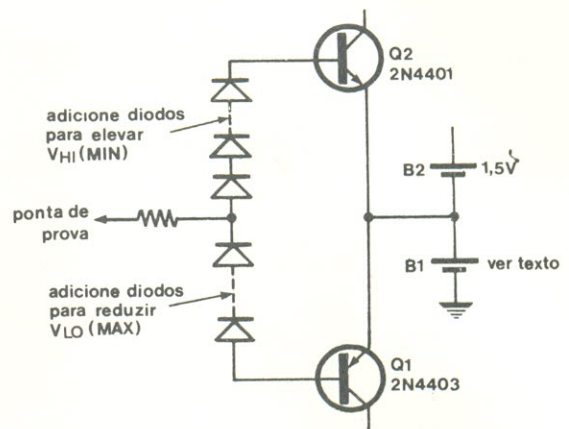 Q2
2N4401
adicione diodos
para elevar
VHI (MIN)
B2
1,5V
ponta de
prova
B1
ver texto
adicione diodos
para reduzir
VLO (MAX)
Q1
2N4403